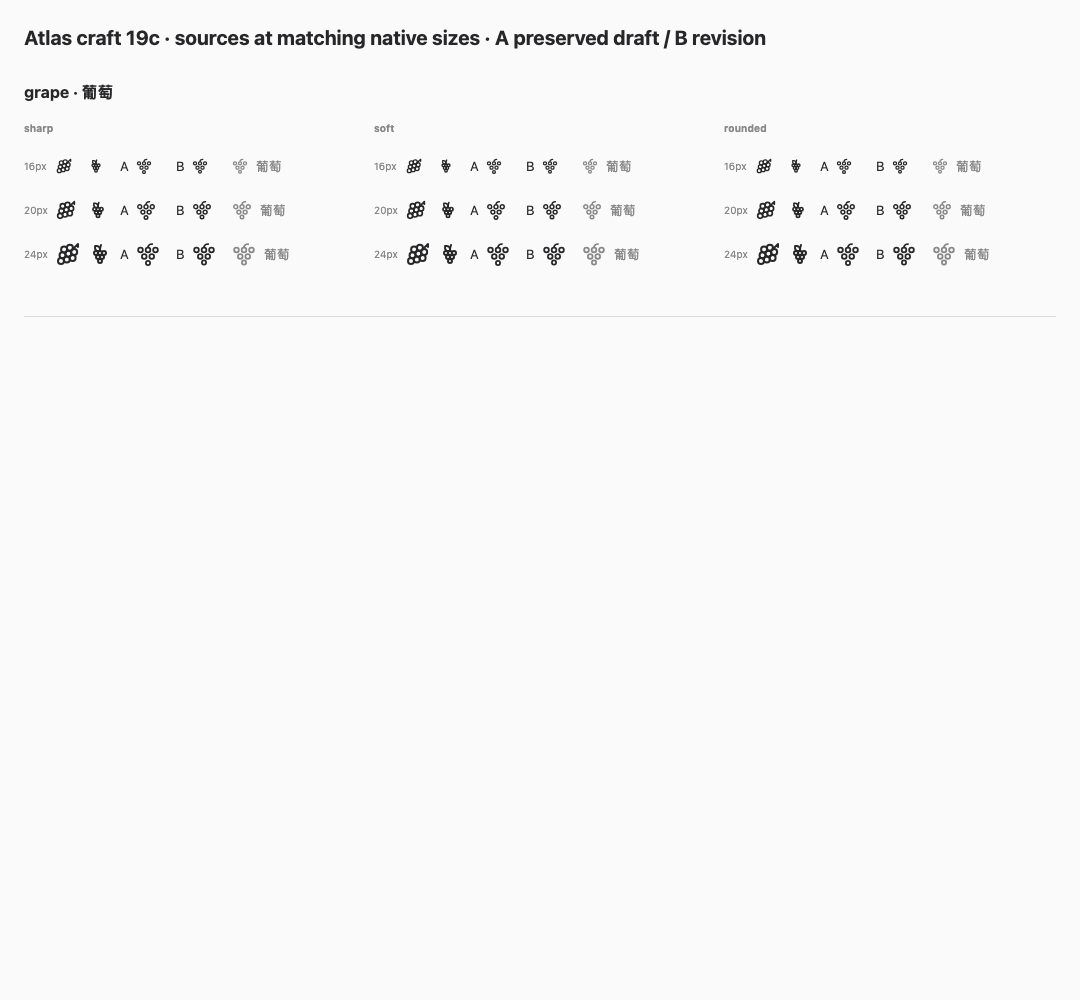 Atlas craft 19c · sources at matching native sizes · A preserved draft / B revision
grape · 葡萄
sharp soft rounded
16px A B 葡萄 16px A B 葡萄 16px A B 葡萄
20px A B 葡萄 20px A B 葡萄 20px A B 葡萄
24px A B 葡萄 24px A B 葡萄 24px A B 葡萄